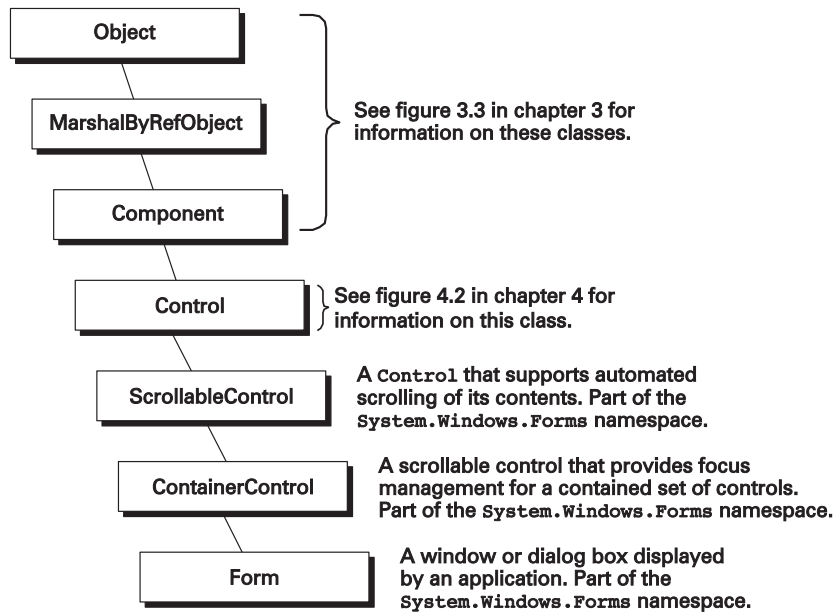 Object
MarshalByRefObject
See figure 3.3 in chapter 3 for
information on these classes.
Component
Control
See figure 4.2 in chapter 4 for
information on this class.
ScrollableControl
A Control that supports automated
scrolling of its contents. Part of the
System.Windows.Forms namespace.
ContainerControl
A scrollable control that provides focus
management for a contained set of controls.
Part of the System.Windows.Forms namespace.
Form
A window or dialog box displayed
by an application. Part of the
System.Windows.Forms namespace.